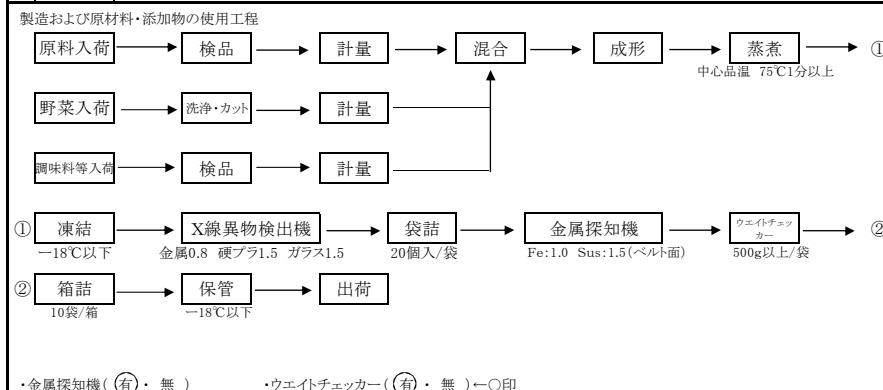 製造および原材料・添加物の使用工程
原料入荷 検品 計量 混合 成形 蒸煮 ①
中心品温 75℃1分以上
野菜入荷 洗浄・カット 計量
調味料等入荷 検品 計量
① 凍結 X線異物検出機 袋詰 金属探知機 ウエイトチェッカー ②
－18℃以下 金属0.8 硬プラ1.5 ガラス1.5 20個入/袋 Fe:1.0 Sus:1.5(ベルト面) 500g以上/袋
② 箱詰 保管 出荷
10袋/箱 －18℃以下
・金属探知機( 有 ・ 無 ) ・ウエイトチェッカー( 有 ・ 無 )←○印